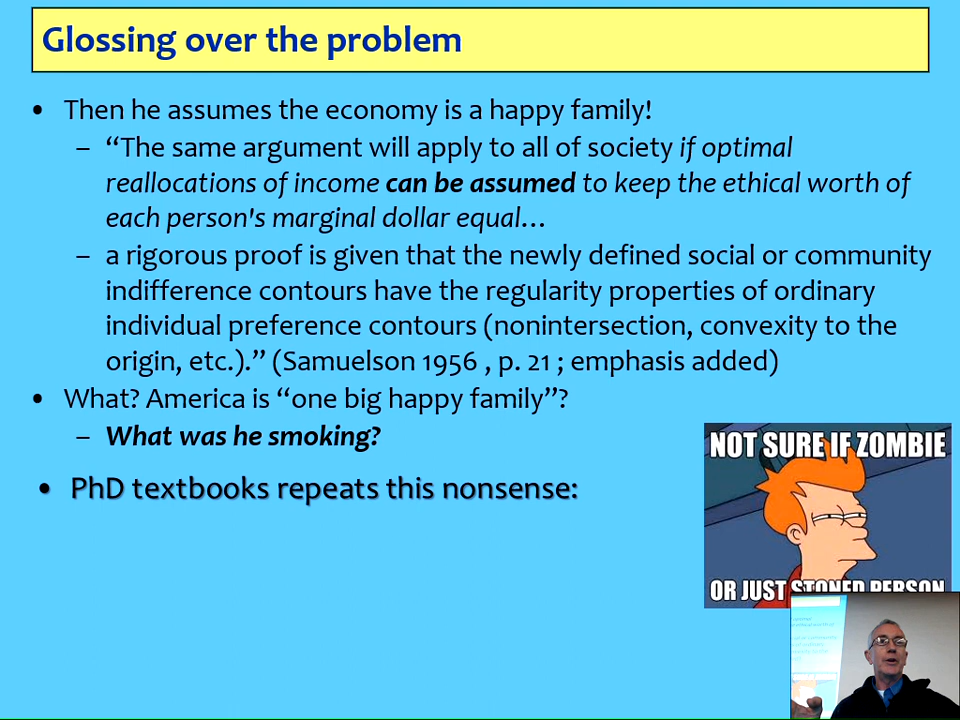 Glossing over the problem
• Then he assumes the economy is a happy family!
– “The same argument will apply to all of society if optimal
reallocations of income can be assumed to keep the ethical worth of
each person's marginal dollar equal…
– a rigorous proof is given that the newly defined social or community
indifference contours have the regularity properties of ordinary
individual preference contours (nonintersection, convexity to the
origin, etc.).” (Samuelson 1956 , p. 21 ; emphasis added)
• What? America is “one big happy family”?
– What was he smoking?
• PhD textbooks repeats this nonsense:
NOT SURE IF ZOMBIE
OR JUST STONED PERSON